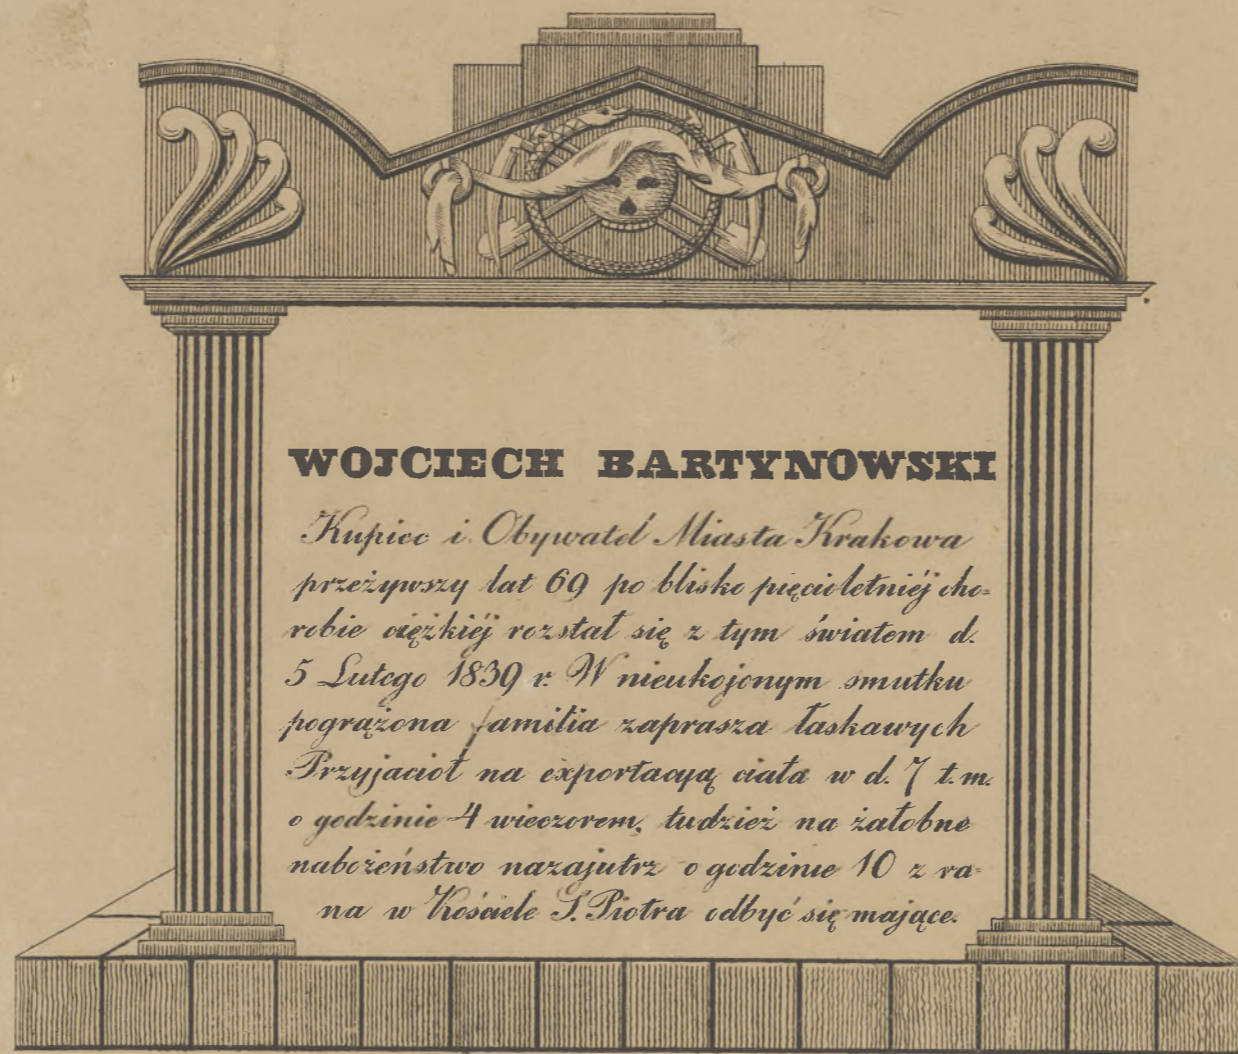 WOJCIECH BARTYNOWSKI
Kupiec i Obywatel Miasta Krakowa
przeżywszy lat 69 po blisko pięcioletniéj cho=
robie ciężkiéj rozstał się z tym światem d.
5 Lutego 1839 r. W nieukojonym smutku
pogrążona familia zaprasza łaskawych
Przyjaciół na exportacyą ciała w d. 7 t.m.
o godzinie 4 wieczorem, tudzież na żałobne
nabożeństwo nazajutrz o godzinie 10 z ra=
na w Kościele S. Piotra odbyć się mające.